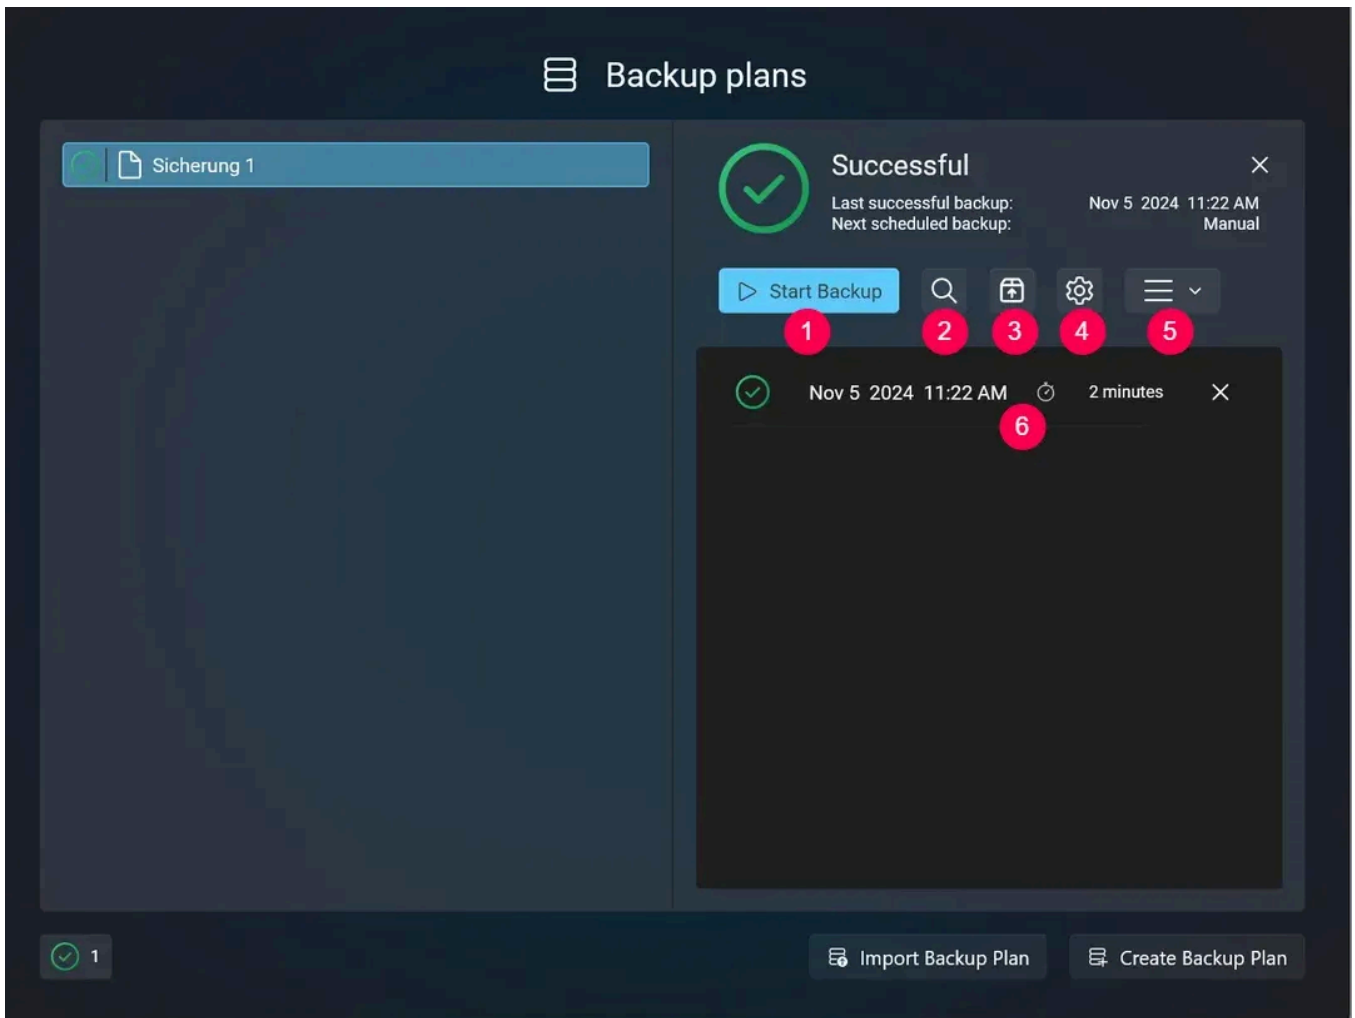 Backup plans
Sicherung 1
Successful
Last successful backup: Nov 5 2024 11:22 AM
Next scheduled backup: Manual
Start Backup
1 2 3 4 5
Nov 5 2024 11:22 AM 2 minutes
6
1
Import Backup Plan
Create Backup Plan